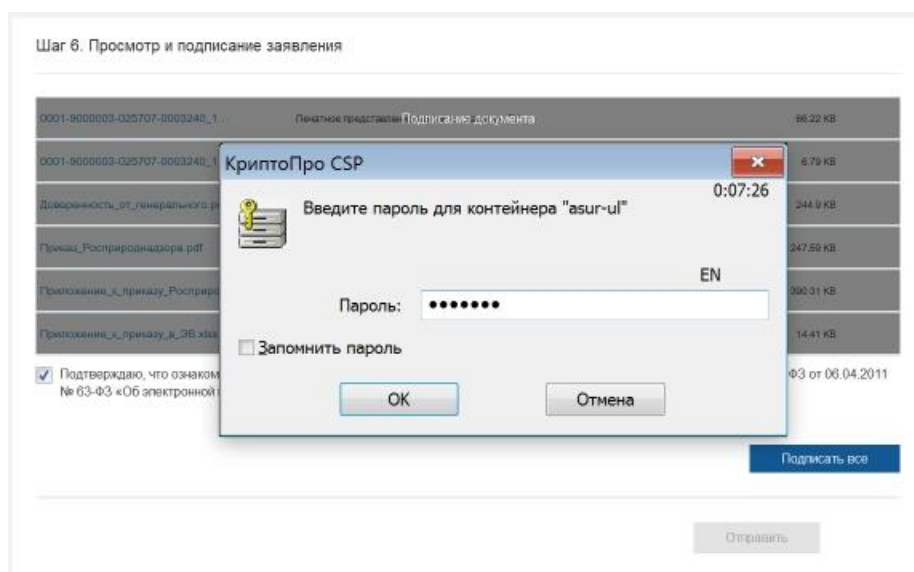 Шаг 6. Просмотр и подписание заявления
0001-9000003-025707-0003240_1... Печатное представлен Подписание документа 66.22 KB
0001-9000003-025707-0003240_1 6.79 KB
Доверенность_от_генерального 244.9 KB
Приказ_Росприроднадзора.pdf 247.69 KB
Приложение_к_приказу_Росприро 390.31 KB
Приложение_к_приказу_в_ЭВ.xlsx 14.41 KB
КриптоПро CSP
0:07:26
Введите пароль для контейнера "asur-ul"
EN
Пароль: •••••••
Запомнить пароль
OK Отмена
Подтверждаю, что ознаком ФЗ от 06.04.2011
№ 63-ФЗ «Об электронной
Подписать все
Отправить